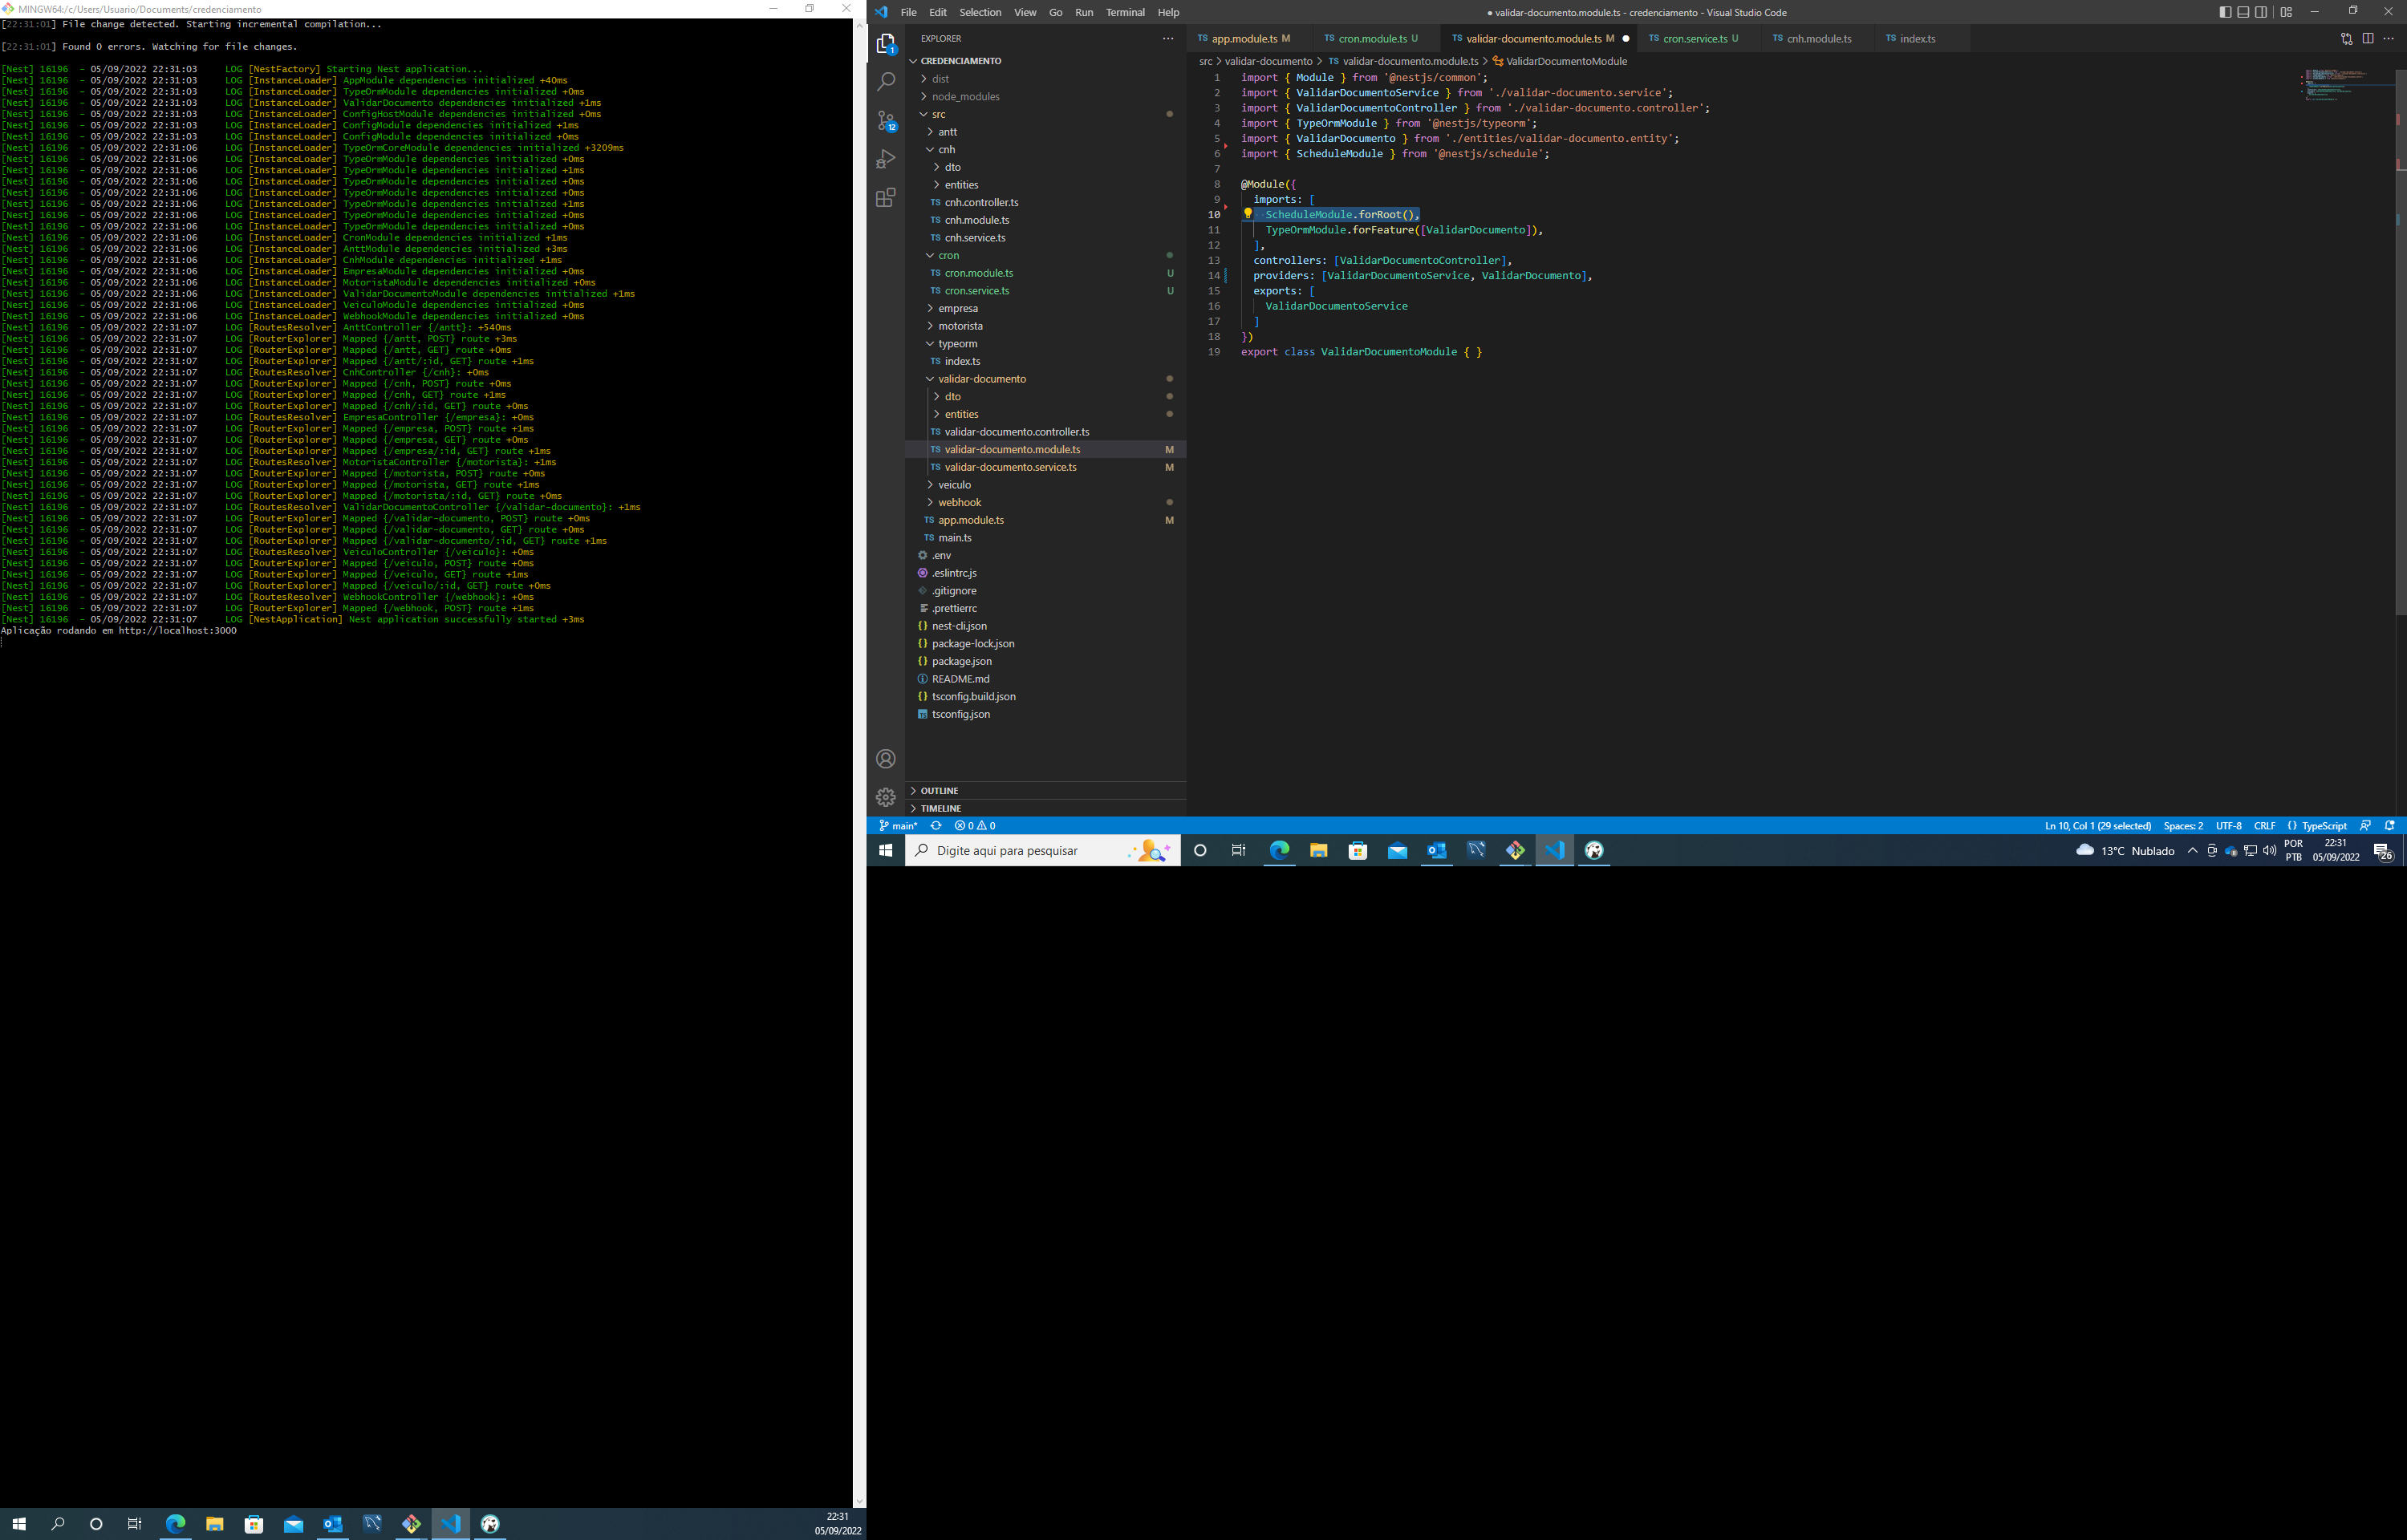 MINGW64:/c/Users/Usuario/Documents/credenciamento
[22:31:01] File change detected. Starting incremental compilation...
[22:31:01] Found 0 errors. Watching for file changes.
[Nest] 16196  - 05/09/2022 22:31:03     LOG [NestFactory] Starting Nest application...
[Nest] 16196  - 05/09/2022 22:31:03     LOG [InstanceLoader] AppModule dependencies initialized +40ms
[Nest] 16196  - 05/09/2022 22:31:03     LOG [InstanceLoader] TypeOrmModule dependencies initialized +0ms
[Nest] 16196  - 05/09/2022 22:31:03     LOG [InstanceLoader] ValidarDocumento dependencies initialized +1ms
[Nest] 16196  - 05/09/2022 22:31:03     LOG [InstanceLoader] ConfigHostModule dependencies initialized +0ms
[Nest] 16196  - 05/09/2022 22:31:03     LOG [InstanceLoader] ConfigModule dependencies initialized +1ms
[Nest] 16196  - 05/09/2022 22:31:03     LOG [InstanceLoader] ConfigModule dependencies initialized +0ms
[Nest] 16196  - 05/09/2022 22:31:06     LOG [InstanceLoader] TypeOrmCoreModule dependencies initialized +3209ms
[Nest] 16196  - 05/09/2022 22:31:06     LOG [InstanceLoader] TypeOrmModule dependencies initialized +0ms
[Nest] 16196  - 05/09/2022 22:31:06     LOG [InstanceLoader] TypeOrmModule dependencies initialized +1ms
[Nest] 16196  - 05/09/2022 22:31:06     LOG [InstanceLoader] TypeOrmModule dependencies initialized +0ms
[Nest] 16196  - 05/09/2022 22:31:06     LOG [InstanceLoader] TypeOrmModule dependencies initialized +0ms
[Nest] 16196  - 05/09/2022 22:31:06     LOG [InstanceLoader] TypeOrmModule dependencies initialized +1ms
[Nest] 16196  - 05/09/2022 22:31:06     LOG [InstanceLoader] TypeOrmModule dependencies initialized +0ms
[Nest] 16196  - 05/09/2022 22:31:06     LOG [InstanceLoader] TypeOrmModule dependencies initialized +0ms
[Nest] 16196  - 05/09/2022 22:31:06     LOG [InstanceLoader] CronModule dependencies initialized +1ms
[Nest] 16196  - 05/09/2022 22:31:06     LOG [InstanceLoader] AnttModule dependencies initialized +3ms
[Nest] 16196  - 05/09/2022 22:31:06     LOG [InstanceLoader] CnhModule dependencies initialized +1ms
[Nest] 16196  - 05/09/2022 22:31:06     LOG [InstanceLoader] EmpresaModule dependencies initialized +0ms
[Nest] 16196  - 05/09/2022 22:31:06     LOG [InstanceLoader] MotoristaModule dependencies initialized +0ms
[Nest] 16196  - 05/09/2022 22:31:06     LOG [InstanceLoader] ValidarDocumentoModule dependencies initialized +1ms
[Nest] 16196  - 05/09/2022 22:31:06     LOG [InstanceLoader] VeiculoModule dependencies initialized +0ms
[Nest] 16196  - 05/09/2022 22:31:06     LOG [InstanceLoader] WebhookModule dependencies initialized +0ms
[Nest] 16196  - 05/09/2022 22:31:07     LOG [RoutesResolver] AnttController {/antt}: +540ms
[Nest] 16196  - 05/09/2022 22:31:07     LOG [RouterExplorer] Mapped {/antt, POST} route +3ms
[Nest] 16196  - 05/09/2022 22:31:07     LOG [RouterExplorer] Mapped {/antt, GET} route +0ms
[Nest] 16196  - 05/09/2022 22:31:07     LOG [RouterExplorer] Mapped {/antt/:id, GET} route +1ms
[Nest] 16196  - 05/09/2022 22:31:07     LOG [RoutesResolver] CnhController {/cnh}: +0ms
[Nest] 16196  - 05/09/2022 22:31:07     LOG [RouterExplorer] Mapped {/cnh, POST} route +0ms
[Nest] 16196  - 05/09/2022 22:31:07     LOG [RouterExplorer] Mapped {/cnh, GET} route +1ms
[Nest] 16196  - 05/09/2022 22:31:07     LOG [RouterExplorer] Mapped {/cnh/:id, GET} route +0ms
[Nest] 16196  - 05/09/2022 22:31:07     LOG [RoutesResolver] EmpresaController {/empresa}: +0ms
[Nest] 16196  - 05/09/2022 22:31:07     LOG [RouterExplorer] Mapped {/empresa, POST} route +1ms
[Nest] 16196  - 05/09/2022 22:31:07     LOG [RouterExplorer] Mapped {/empresa, GET} route +0ms
[Nest] 16196  - 05/09/2022 22:31:07     LOG [RouterExplorer] Mapped {/empresa/:id, GET} route +1ms
[Nest] 16196  - 05/09/2022 22:31:07     LOG [RoutesResolver] MotoristaController {/motorista}: +1ms
[Nest] 16196  - 05/09/2022 22:31:07     LOG [RouterExplorer] Mapped {/motorista, POST} route +0ms
[Nest] 16196  - 05/09/2022 22:31:07     LOG [RouterExplorer] Mapped {/motorista, GET} route +1ms
[Nest] 16196  - 05/09/2022 22:31:07     LOG [RouterExplorer] Mapped {/motorista/:id, GET} route +0ms
[Nest] 16196  - 05/09/2022 22:31:07     LOG [RoutesResolver] ValidarDocumentoController {/validar-documento}: +1ms
[Nest] 16196  - 05/09/2022 22:31:07     LOG [RouterExplorer] Mapped {/validar-documento, POST} route +0ms
[Nest] 16196  - 05/09/2022 22:31:07     LOG [RouterExplorer] Mapped {/validar-documento, GET} route +0ms
[Nest] 16196  - 05/09/2022 22:31:07     LOG [RouterExplorer] Mapped {/validar-documento/:id, GET} route +1ms
[Nest] 16196  - 05/09/2022 22:31:07     LOG [RoutesResolver] VeiculoController {/veiculo}: +0ms
[Nest] 16196  - 05/09/2022 22:31:07     LOG [RouterExplorer] Mapped {/veiculo, POST} route +0ms
[Nest] 16196  - 05/09/2022 22:31:07     LOG [RouterExplorer] Mapped {/veiculo, GET} route +1ms
[Nest] 16196  - 05/09/2022 22:31:07     LOG [RouterExplorer] Mapped {/veiculo/:id, GET} route +0ms
[Nest] 16196  - 05/09/2022 22:31:07     LOG [RoutesResolver] WebhookController {/webhook}: +0ms
[Nest] 16196  - 05/09/2022 22:31:07     LOG [RouterExplorer] Mapped {/webhook, POST} route +1ms
[Nest] 16196  - 05/09/2022 22:31:07     LOG [NestApplication] Nest application successfully started +3ms
Aplicação rodando em http://localhost:3000
22:31
05/09/2022
File Edit Selection View Go Run Terminal Help
● validar-documento.module.ts - credenciamento - Visual Studio Code
1
12
EXPLORER
CREDENCIAMENTO
dist
node_modules
src
antt
cnh
dto
entities
TS cnh.controller.ts
TS cnh.module.ts
TS cnh.service.ts
cron
TS cron.module.ts U
TS cron.service.ts U
empresa
motorista
typeorm
TS index.ts
validar-documento
dto
entities
TS validar-documento.controller.ts
TS validar-documento.module.ts M
TS validar-documento.service.ts M
veiculo
webhook
TS app.module.ts M
TS main.ts
.env
.eslintrc.js
.gitignore
.prettierrc
{} nest-cli.json
{} package-lock.json
{} package.json
README.md
{} tsconfig.build.json
TS tsconfig.json
OUTLINE
TIMELINE
TS app.module.ts M TS cron.module.ts U TS validar-documento.module.ts M TS cron.service.ts U TS cnh.module.ts TS index.ts
src > validar-documento > TS validar-documento.module.ts > ValidarDocumentoModule
1 import { Module } from '@nestjs/common';
2 import { ValidarDocumentoService } from './validar-documento.service';
3 import { ValidarDocumentoController } from './validar-documento.controller';
4 import { TypeOrmModule } from '@nestjs/typeorm';
5 import { ValidarDocumento } from './entities/validar-documento.entity';
6 import { ScheduleModule } from '@nestjs/schedule';
7
8 @Module({
9   imports: [
10     ScheduleModule.forRoot(),
11     TypeOrmModule.forFeature([ValidarDocumento]),
12   ],
13   controllers: [ValidarDocumentoController],
14   providers: [ValidarDocumentoService, ValidarDocumento],
15   exports: [
16     ValidarDocumentoService
17   ]
18 })
19 export class ValidarDocumentoModule { }
main* 0 0 Ln 10, Col 1 (29 selected) Spaces: 2 UTF-8 CRLF {} TypeScript
Digite aqui para pesquisar
13°C Nublado
POR
PTB
22:31
05/09/2022
26